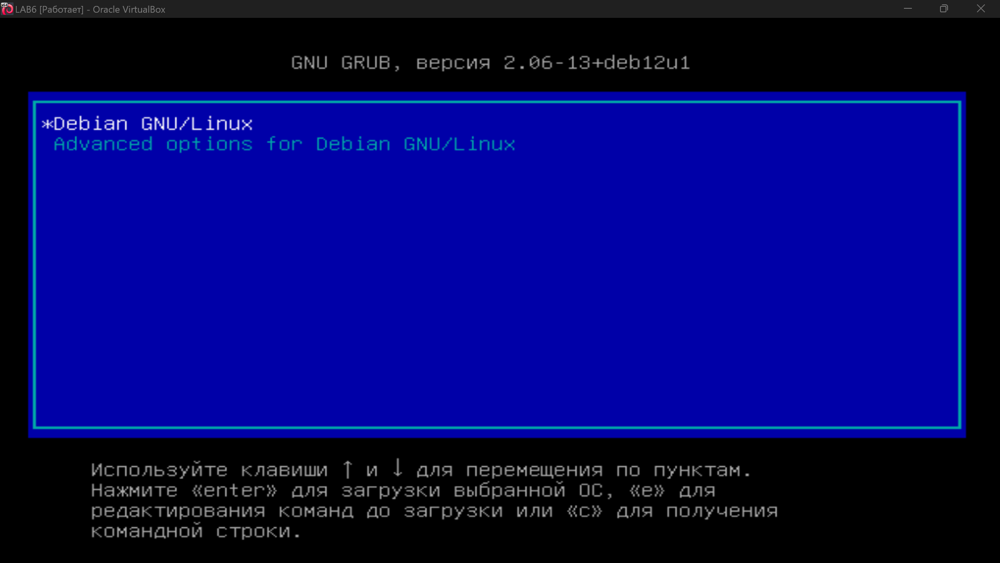 x64
LAB6 [Работает] - Oracle VirtualBox
GNU GRUB, версия 2.06-13+deb12u1
*Debian GNU/Linux
Advanced options for Debian GNU/Linux
Используйте клавиши ↑ и ↓ для перемещения по пунктам.
Нажмите «enter» для загрузки выбранной ОС, «e» для
редактирования команд до загрузки или «c» для получения
командной строки.